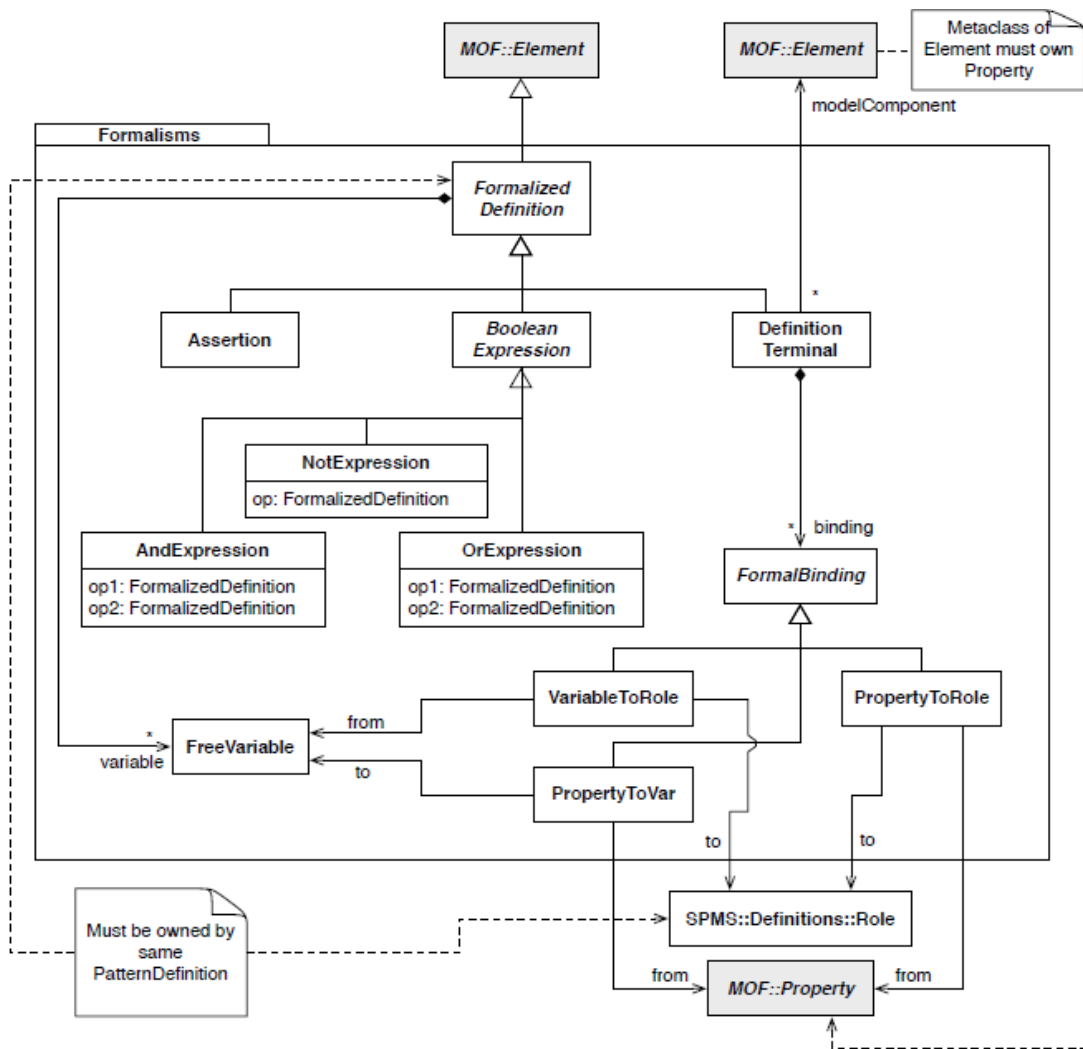 MOF::Element
MOF::Element
Metaclass of
Element must own
Property
modelComponent
Formalisms
Formalized
Definition
*
Assertion
Boolean
Expression
Definition
Terminal
NotExpression
op: FormalizedDefinition
* binding
AndExpression
op1: FormalizedDefinition
op2: FormalizedDefinition
OrExpression
op1: FormalizedDefinition
op2: FormalizedDefinition
FormalBinding
VariableToRole
PropertyToRole
from
*
variable
FreeVariable
to
PropertyToVar
to
to
Must be owned by
same
PatternDefinition
SPMS::Definitions::Role
from
from
MOF::Property